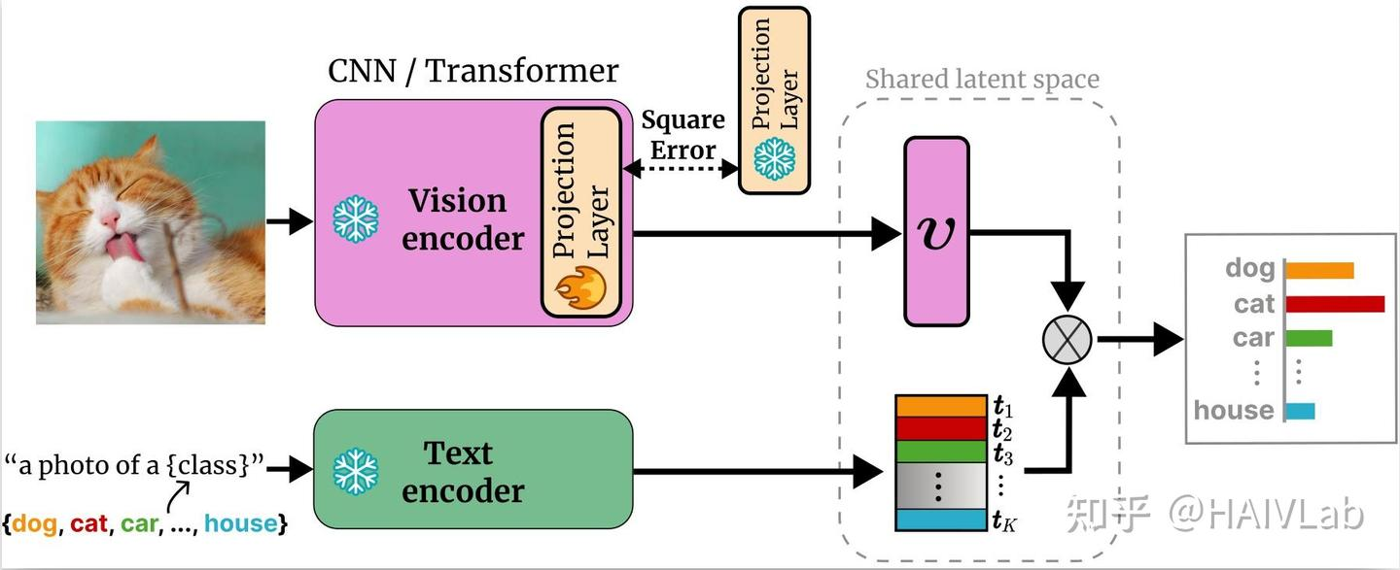 CNN / Transformer
Projection
Layer
Shared latent space
Square
Error
Vision
encoder
Projection
Layer
v
dog
cat
car
⋮ ⋮
house
Text
encoder
t1
t2
t3
⋮ ⋮
tK
“a photo of a {class}”
{dog, cat, car, ..., house}
知乎 @HAIVLab